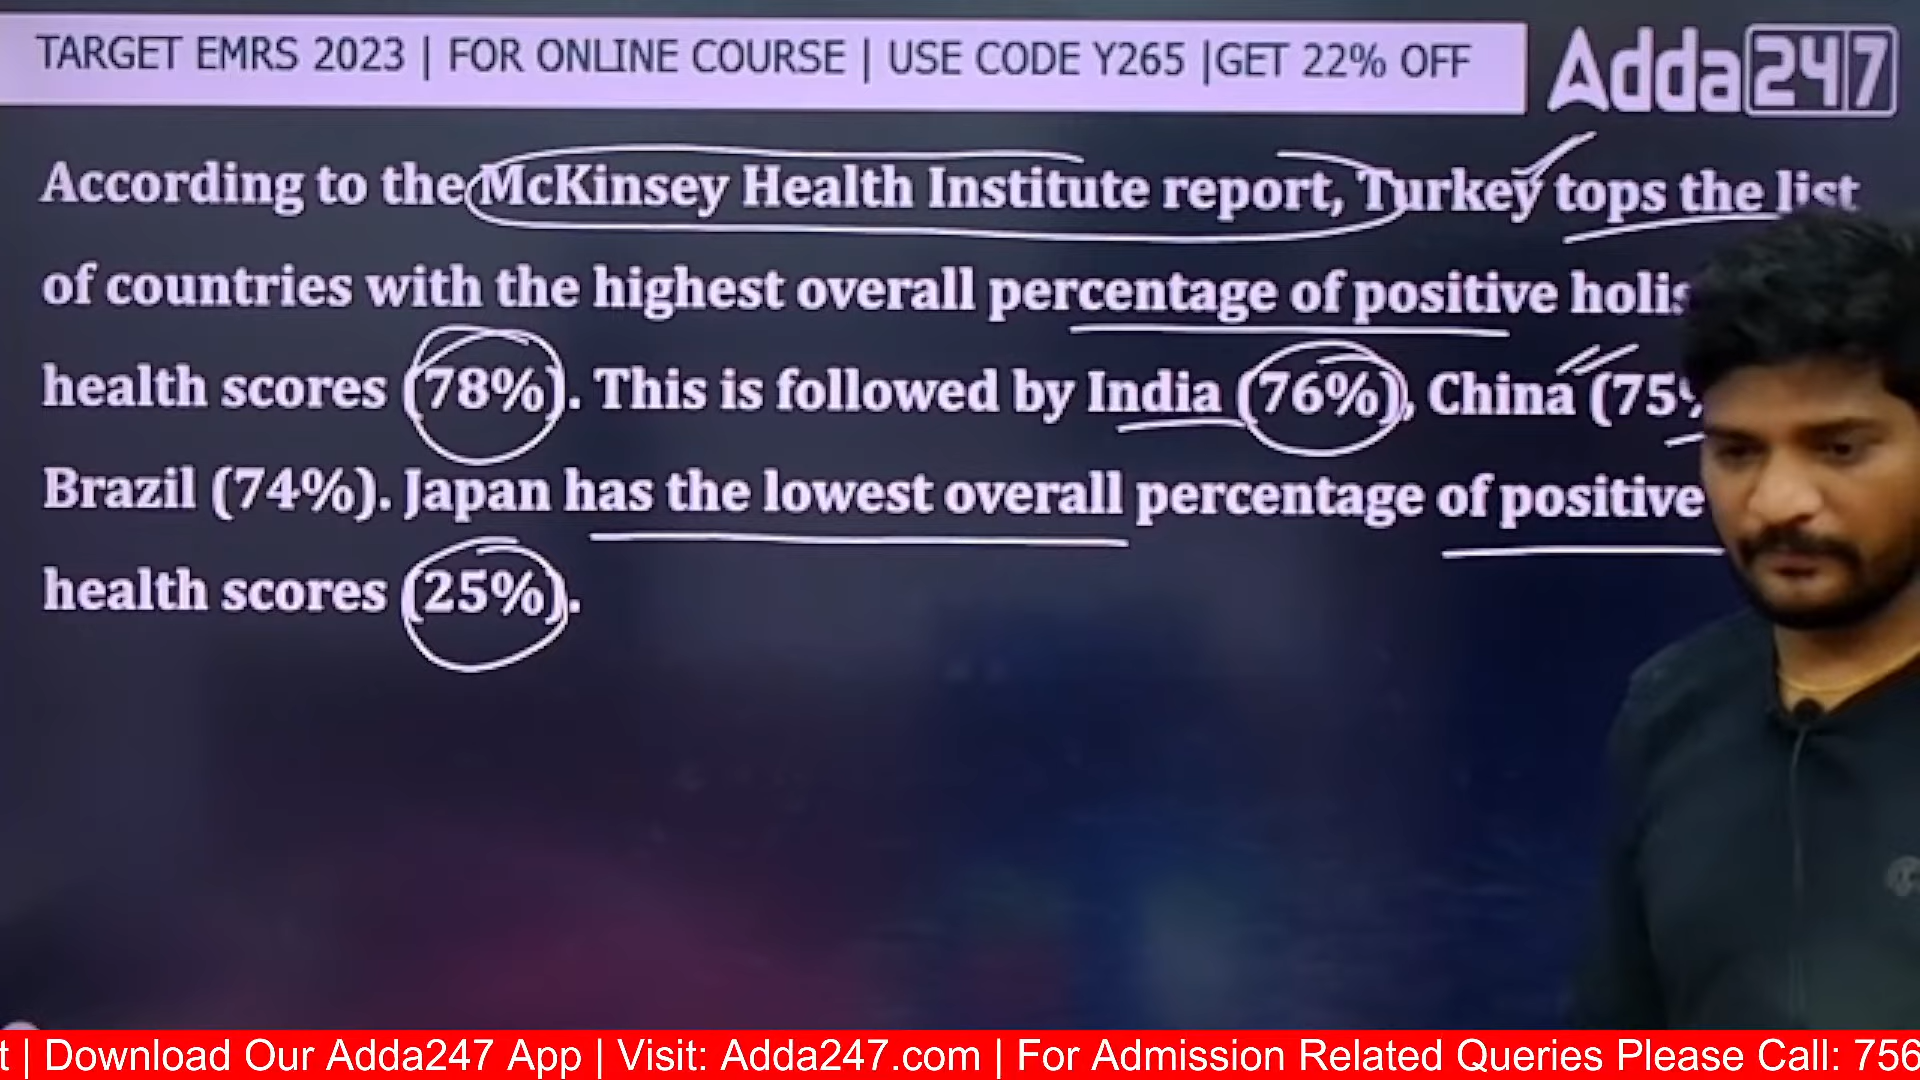 TARGET EMRS 2023 | FOR ONLINE COURSE | USE CODE Y265 |GET 22% OFF
Adda247
According to the McKinsey Health Institute report, Turkey tops the list
of countries with the highest overall percentage of positive
health scores (78%). This is followed by India (76%), China (75%
Brazil (74%). Japan has the lowest overall percentage of positive
health scores (25%).
| Download Our Adda247 App | Visit: Adda247.com | For Admission Related Queries Please Call: 756